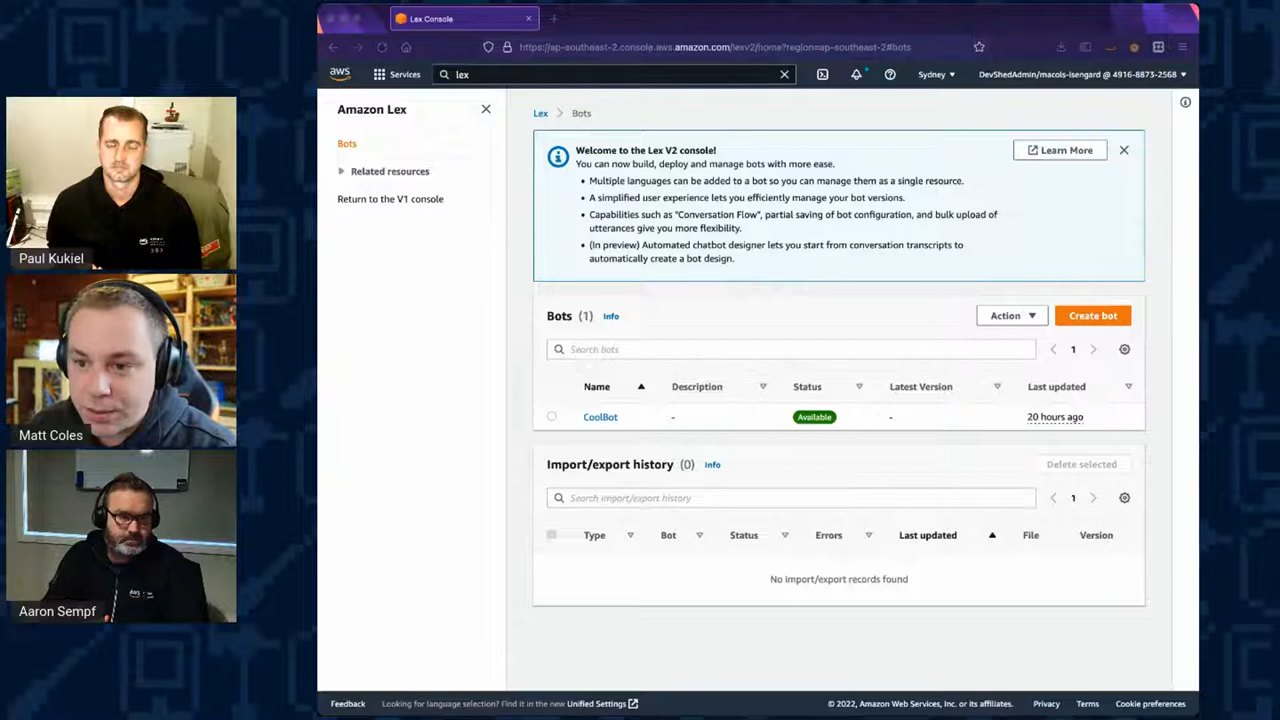 Lex Console
https://ap-southeast-2.console.aws.amazon.com/lexv2/home?region=ap-southeast-2#bots
aws
Services
lex
Sydney
DevShedAdmin/macols-Isengard @ 4916-8873-2568
Amazon Lex
Bots
Related resources
Return to the V1 console
Lex
Bots
Welcome to the Lex V2 console!
You can now build, deploy and manage bots with more ease.
• Multiple languages can be added to a bot so you can manage them as a single resource.
• A simplified user experience lets you efficiently manage your bot versions.
• Capabilities such as "Conversation Flow", partial saving of bot configuration, and bulk upload of
utterances give you more flexibility.
• (In preview) Automated chatbot designer lets you start from conversation transcripts to
automatically create a bot design.
Learn More
Bots (1) Info
Action
Create bot
Search bots
1
Name Description Status Latest Version Last updated
CoolBot - Available - 20 hours ago
Import/export history (0) Info
Delete selected
Search import/export history
1
Type Bot Status Errors Last updated File Version
No import/export records found
Feedback
Looking for language selection? Find it in the new Unified Settings
© 2022, Amazon Web Services, Inc. or its affiliates.
Privacy
Terms
Cookie preferences
Paul Kukiel
Matt Coles
aws
Aaron Sempf